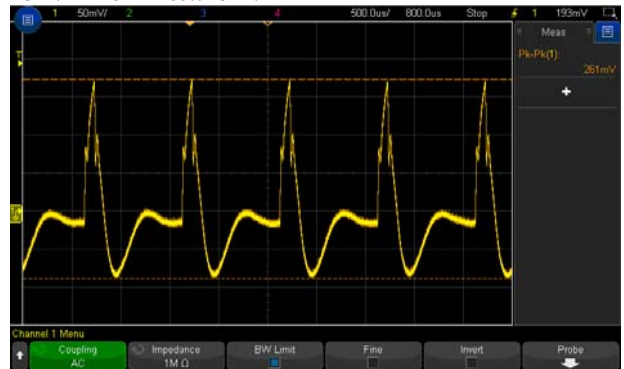 1 50mV/ 2 3 4 500.0us/ 800.0us Stop 1 193mV
Meas
Pk-Pk(1):
261mV
+
T
Channel 1 Menu
Coupling Impedance BW Limit Fine Invert Probe
AC 1M Ω